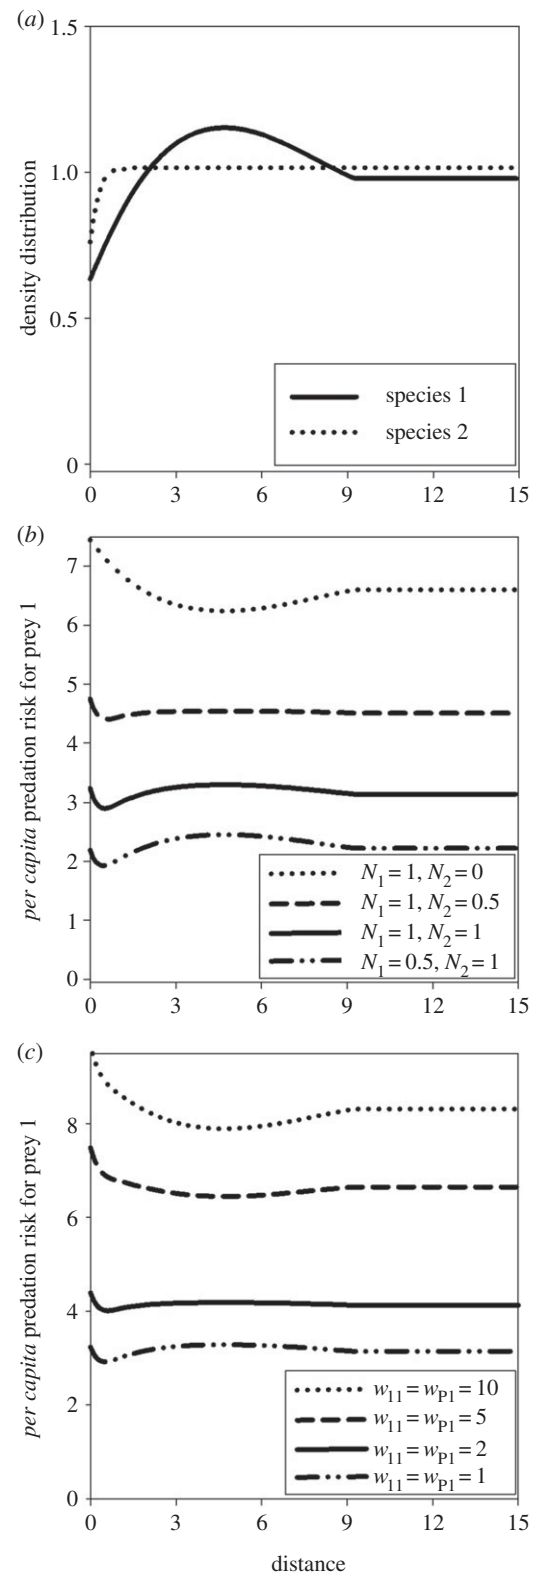 (a)
1.5
1.0
0.5
0
density distribution
species 1
species 2
0 3 6 9 12 15
(b)
7
6
5
4
3
2
1
0
per capita predation risk for prey 1
N1 = 1, N2 = 0
N1 = 1, N2 = 0.5
N1 = 1, N2 = 1
N1 = 0.5, N2 = 1
0 3 6 9 12 15
(c)
8
6
4
2
0
per capita predation risk for prey 1
w11 = wP1 = 10
w11 = wP1 = 5
w11 = wP1 = 2
w11 = wP1 = 1
0 3 6 9 12 15
distance